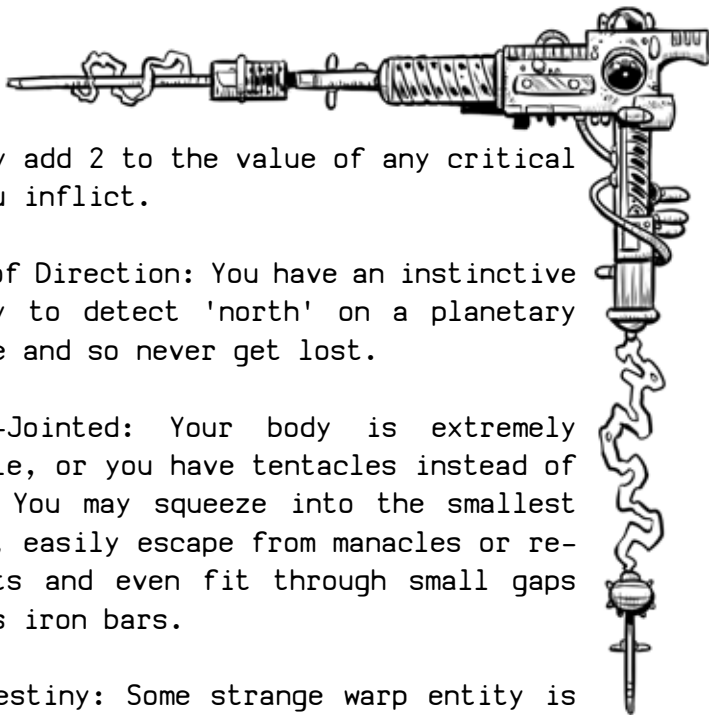 add 2 to the value of any critical
inflict.
of Direction: You have an instinctive
to detect 'north' on a planetary
and so never get lost.
-Jointed: Your body is extremely
or you have tentacles instead of
You may squeeze into the smallest
easily escape from manacles or re-
and even fit through small gaps
iron bars.
Destiny: Some strange warp entity is